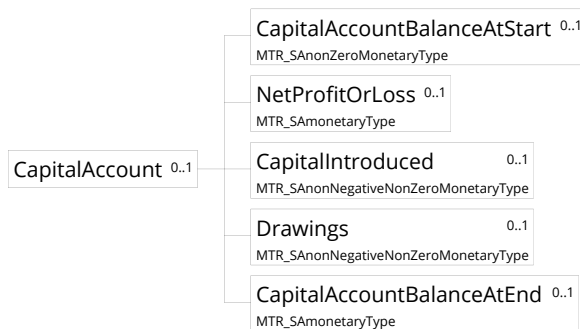 CapitalAccountBalanceAtStart 0..1
MTR_SAnonZeroMonetaryType
NetProfitOrLoss 0..1
MTR_SAmonetaryType
CapitalAccount 0..1
CapitalIntroduced 0..1
MTR_SAnonNegativeNonZeroMonetaryType
Drawings 0..1
MTR_SAnonNegativeNonZeroMonetaryType
CapitalAccountBalanceAtEnd 0..1
MTR_SAmonetaryType